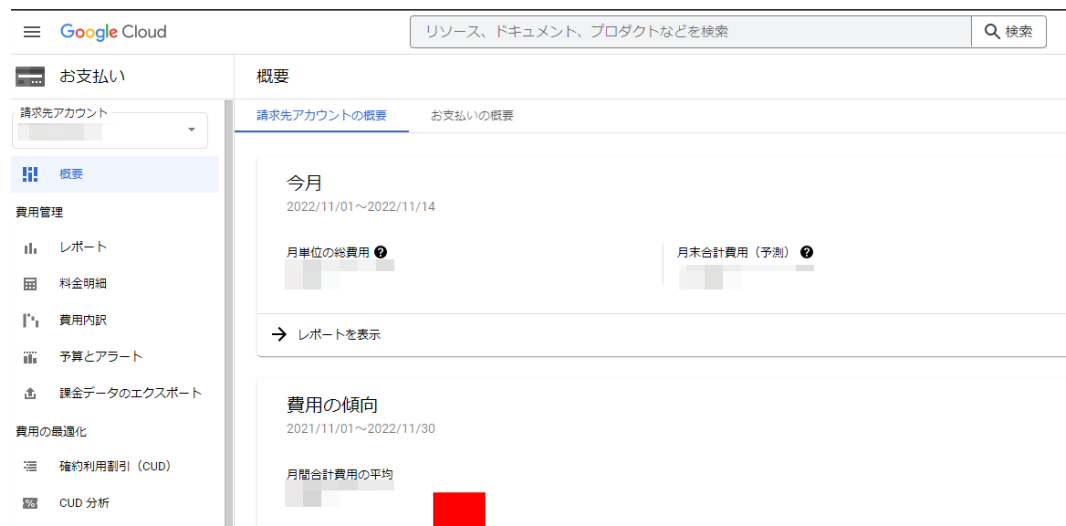 Google Cloud
リソース、ドキュメント、プロダクトなどを検索
検索
お支払い
概要
請求先アカウント
請求先アカウントの概要
お支払いの概要
概要
費用管理
レポート
料金明細
費用内訳
予算とアラート
課金データのエクスポート
費用の最適化
確約利用割引（CUD）
CUD 分析
今月
2022/11/01～2022/11/14
月単位の総費用
月末合計費用（予測）
レポートを表示
費用の傾向
2021/11/01～2022/11/30
月間合計費用の平均